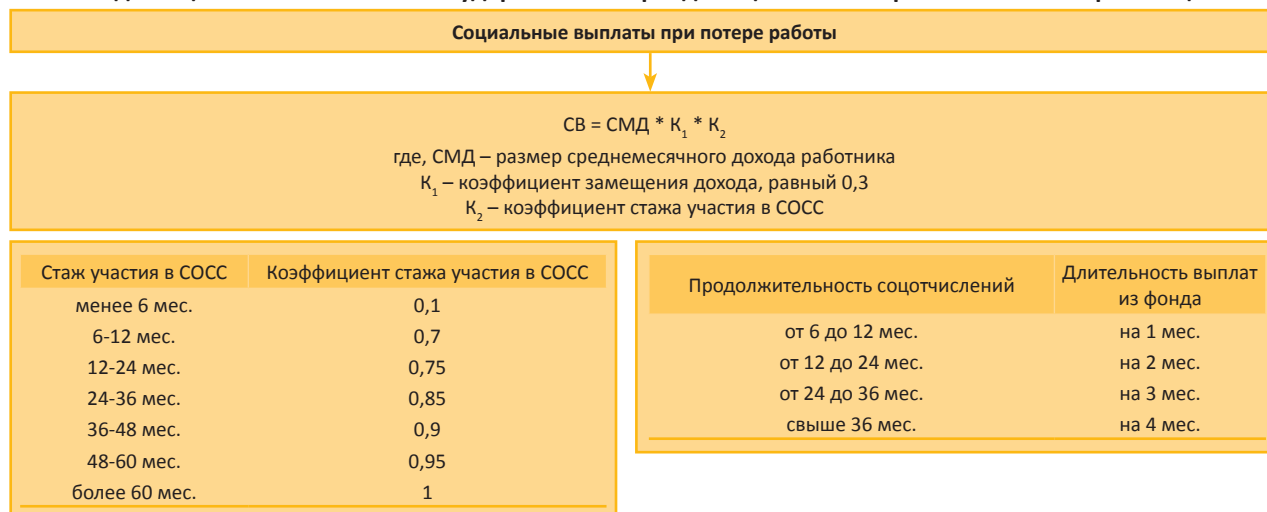 Социальные выплаты при потере работы
СВ = СМД * К1 * К2
где, СМД – размер среднемесячного дохода работника
К1 – коэффициент замещения дохода, равный 0,3
К2 – коэффициент стажа участия в СОСС
Стаж участия в СОСС Коэффициент стажа участия в СОСС
менее 6 мес. 0,1
6-12 мес. 0,7
12-24 мес. 0,75
24-36 мес. 0,85
36-48 мес. 0,9
48-60 мес. 0,95
более 60 мес. 1
Продолжительность соцотчислений Длительность выплат
из фонда
от 6 до 12 мес. на 1 мес.
от 12 до 24 мес. на 2 мес.
от 24 до 36 мес. на 3 мес.
свыше 36 мес. на 4 мес.